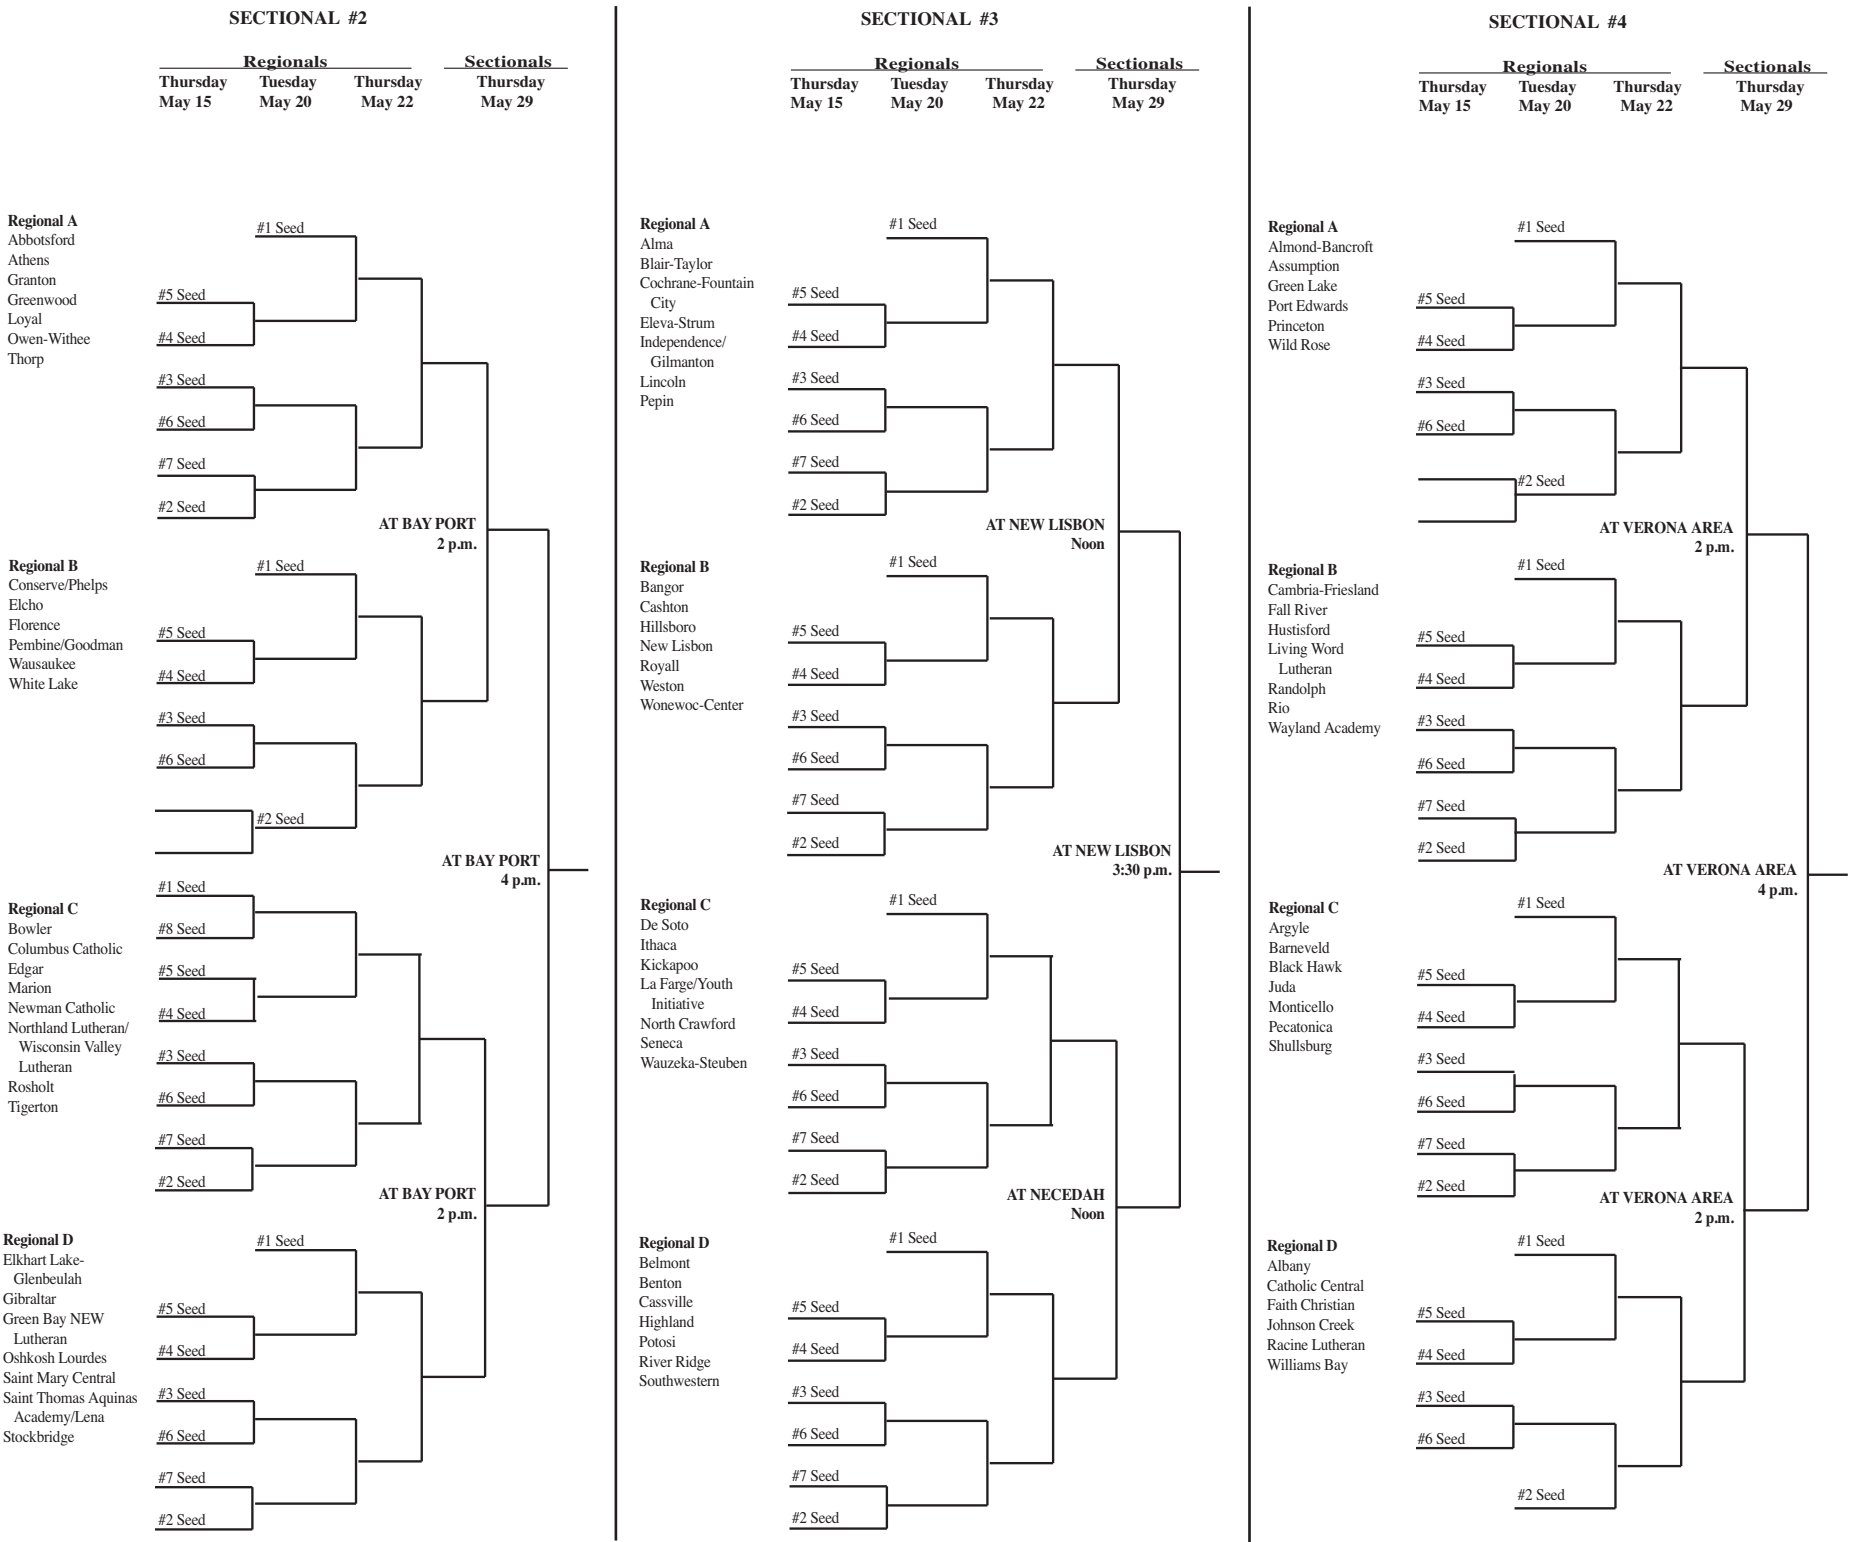 SECTIONAL #2
Regionals
Sectionals
Thursday
May 15
Tuesday
May 20
Thursday
May 22
Thursday
May 29
Regional A
Abbotsford
Athens
Granton
Greenwood
Loyal
Owen-Withee
Thorp
#1 Seed
#5 Seed
#4 Seed
#3 Seed
#6 Seed
#7 Seed
#2 Seed
AT BAY PORT
2 p.m.
Regional B
Conserve/Phelps
Elcho
Florence
Pembine/Goodman
Wausaukee
White Lake
#1 Seed
#5 Seed
#4 Seed
#3 Seed
#6 Seed
#2 Seed
AT BAY PORT
4 p.m.
Regional C
Bowler
Columbus Catholic
Edgar
Marion
Newman Catholic
Northland Lutheran/
Wisconsin Valley
Lutheran
Rosholt
Tigerton
#1 Seed
#8 Seed
#5 Seed
#4 Seed
#3 Seed
#6 Seed
#7 Seed
#2 Seed
AT BAY PORT
2 p.m.
Regional D
Elkhart Lake-
Glenbeulah
Gibraltar
Green Bay NEW
Lutheran
Oshkosh Lourdes
Saint Mary Central
Saint Thomas Aquinas
Academy/Lena
Stockbridge
#1 Seed
#5 Seed
#4 Seed
#3 Seed
#6 Seed
#7 Seed
#2 Seed
SECTIONAL #3
Regionals
Sectionals
Thursday
May 15
Tuesday
May 20
Thursday
May 22
Thursday
May 29
Regional A
Alma
Blair-Taylor
Cochrane-Fountain
City
Eleva-Strum
Independence/
Gilmanton
Lincoln
Pepin
#1 Seed
#5 Seed
#4 Seed
#3 Seed
#6 Seed
#7 Seed
#2 Seed
AT NEW LISBON
Noon
Regional B
Bangor
Cashton
Hillsboro
New Lisbon
Royall
Weston
Wonewoc-Center
#1 Seed
#5 Seed
#4 Seed
#3 Seed
#6 Seed
#7 Seed
#2 Seed
AT NEW LISBON
3:30 p.m.
Regional C
De Soto
Ithaca
Kickapoo
La Farge/Youth
Initiative
North Crawford
Seneca
Wauzeka-Steuben
#1 Seed
#5 Seed
#4 Seed
#3 Seed
#6 Seed
#7 Seed
#2 Seed
AT NECEDAH
Noon
Regional D
Belmont
Benton
Cassville
Highland
Potosi
River Ridge
Southwestern
#1 Seed
#5 Seed
#4 Seed
#3 Seed
#6 Seed
#7 Seed
#2 Seed
SECTIONAL #4
Regionals
Sectionals
Thursday
May 15
Tuesday
May 20
Thursday
May 22
Thursday
May 29
Regional A
Almond-Bancroft
Assumption
Green Lake
Port Edwards
Princeton
Wild Rose
#1 Seed
#5 Seed
#4 Seed
#3 Seed
#6 Seed
#2 Seed
AT VERONA AREA
2 p.m.
Regional B
Cambria-Friesland
Fall River
Hustisford
Living Word
Lutheran
Randolph
Rio
Wayland Academy
#1 Seed
#5 Seed
#4 Seed
#3 Seed
#6 Seed
#7 Seed
#2 Seed
AT VERONA AREA
4 p.m.
Regional C
Argyle
Barneveld
Black Hawk
Juda
Monticello
Pecatonica
Shullsburg
#1 Seed
#5 Seed
#4 Seed
#3 Seed
#6 Seed
#7 Seed
#2 Seed
AT VERONA AREA
2 p.m.
Regional D
Albany
Catholic Central
Faith Christian
Johnson Creek
Racine Lutheran
Williams Bay
#1 Seed
#5 Seed
#4 Seed
#3 Seed
#6 Seed
#2 Seed